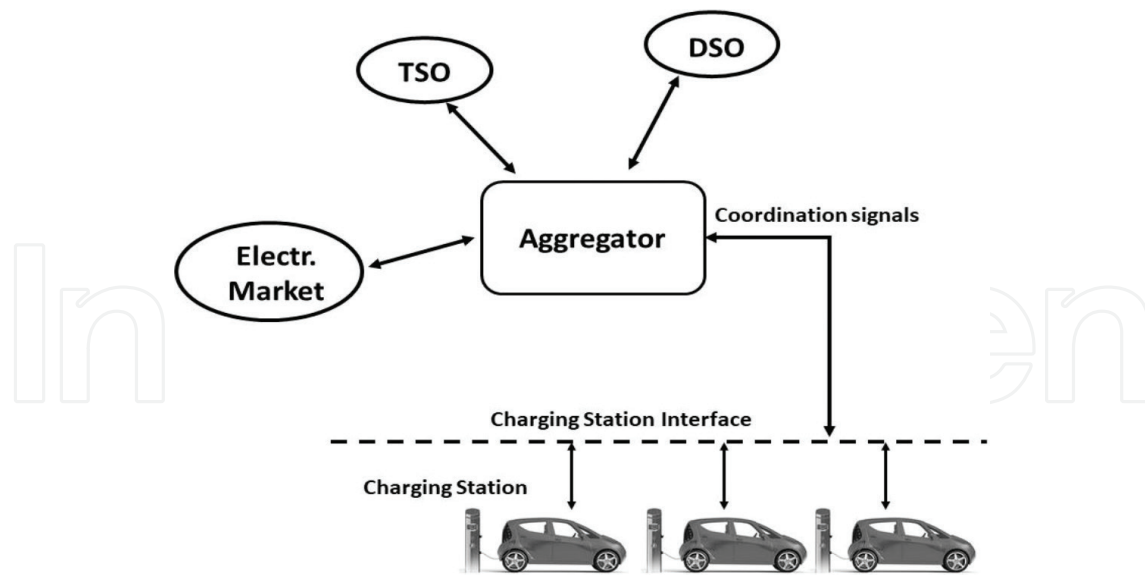 TSO
DSO
Aggregator
Coordination signals
Electr.
Market
Charging Station Interface
Charging Station